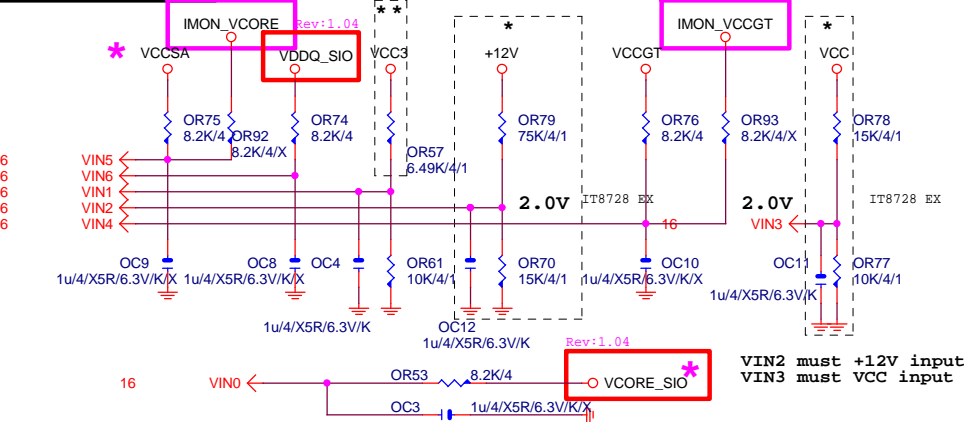 * *
*
*
IMON_VCORE
Rev:1.04
IMON_VCCGT
*
VCCSA
VDDQ_SIO
VCC3
+12V
VCCGT
VCC
OR75
8.2K/4
OR92
8.2K/4/X
OR74
8.2K/4
OR57
6.49K/4/1
OR79
75K/4/1
OR76
8.2K/4
OR93
8.2K/4/X
OR78
15K/4/1
6
VIN5
6
VIN6
6
VIN1
6
VIN2
6
VIN4
2.0V
IT8728 EX
16
2.0V
VIN3
IT8728 EX
OC9
1u/4/X5R/6.3V/K/X
OC8
1u/4/X5R/6.3V/K/X
OC4
1u/4/X5R/6.3V/K
OR61
10K/4/1
OC12
1u/4/X5R/6.3V/K
OR70
15K/4/1
OC10
1u/4/X5R/6.3V/K/X
OC11
1u/4/X5R/6.3V/K
OR77
10K/4/1
Rev:1.04
16
VIN0
OR53
8.2K/4
VCORE_SIO
*
OC3
1u/4/X5R/6.3V/K/X
VIN2 must +12V input
VIN3 must VCC input